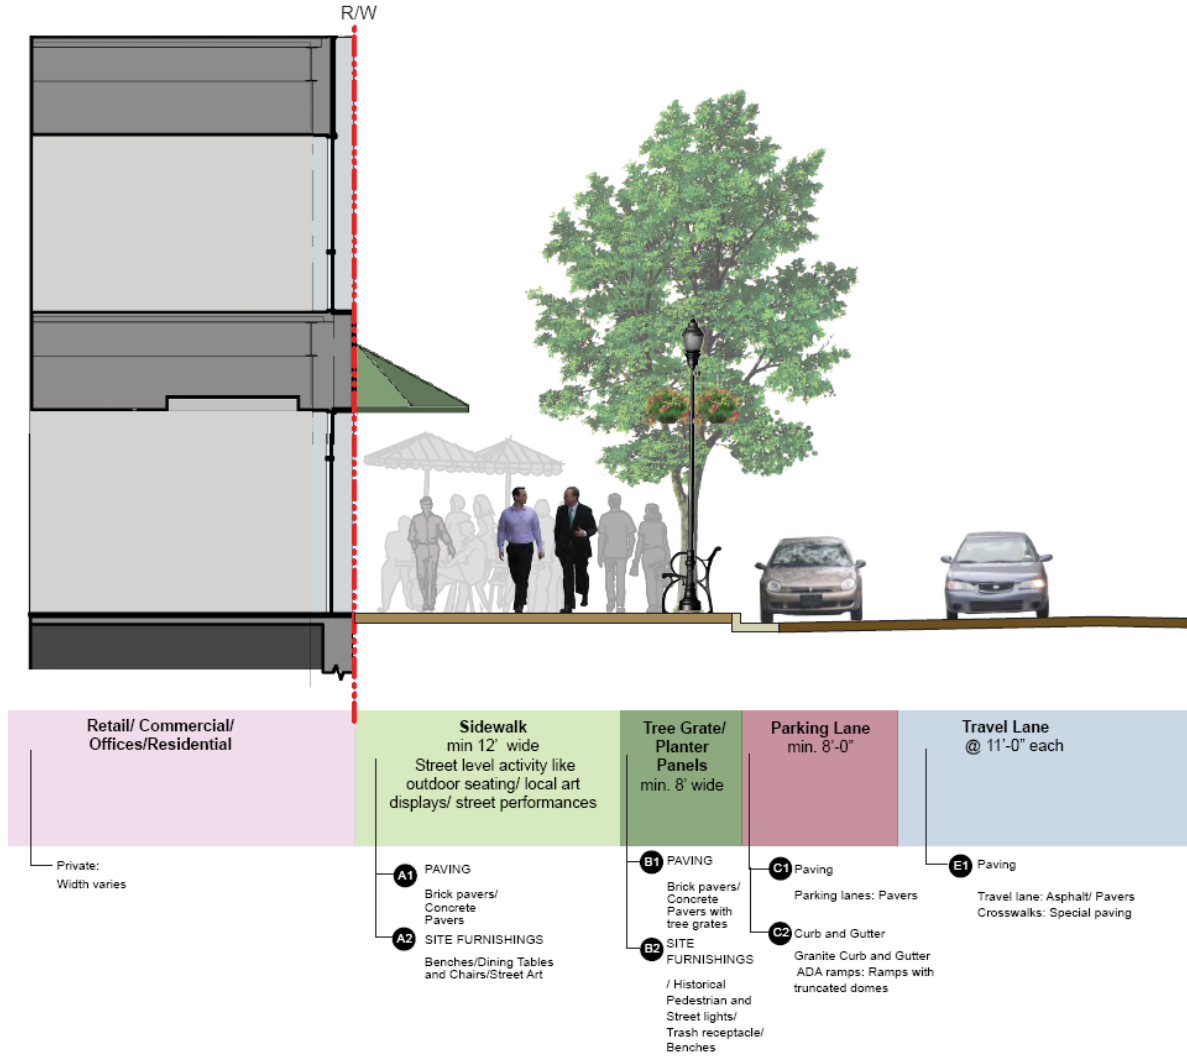 R/W
Retail/ Commercial/
Offices/Residential
Sidewalk
min 12' wide
Street level activity like
outdoor seating/ local art
displays/ street performances
Tree Grate/
Planter
Panels
min. 8' wide
Parking Lane
min. 8'-0"
Travel Lane
@ 11'-0" each
Private:
Width varies
A1 PAVING
Brick pavers/
Concrete
Pavers
A2 SITE FURNISHINGS
Benches/Dining Tables
and Chairs/Street Art
B1 PAVING
Brick pavers/
Concrete
Pavers with
tree grates
B2 SITE
FURNISHINGS
/ Historical
Pedestrian and
Street lights/
Trash receptacle/
Benches
C1 Paving
Parking lanes: Pavers
C2 Curb and Gutter
Granite Curb and Gutter
ADA ramps: Ramps with
truncated domes
E1 Paving
Travel lane: Asphalt/ Pavers
Crosswalks: Special paving